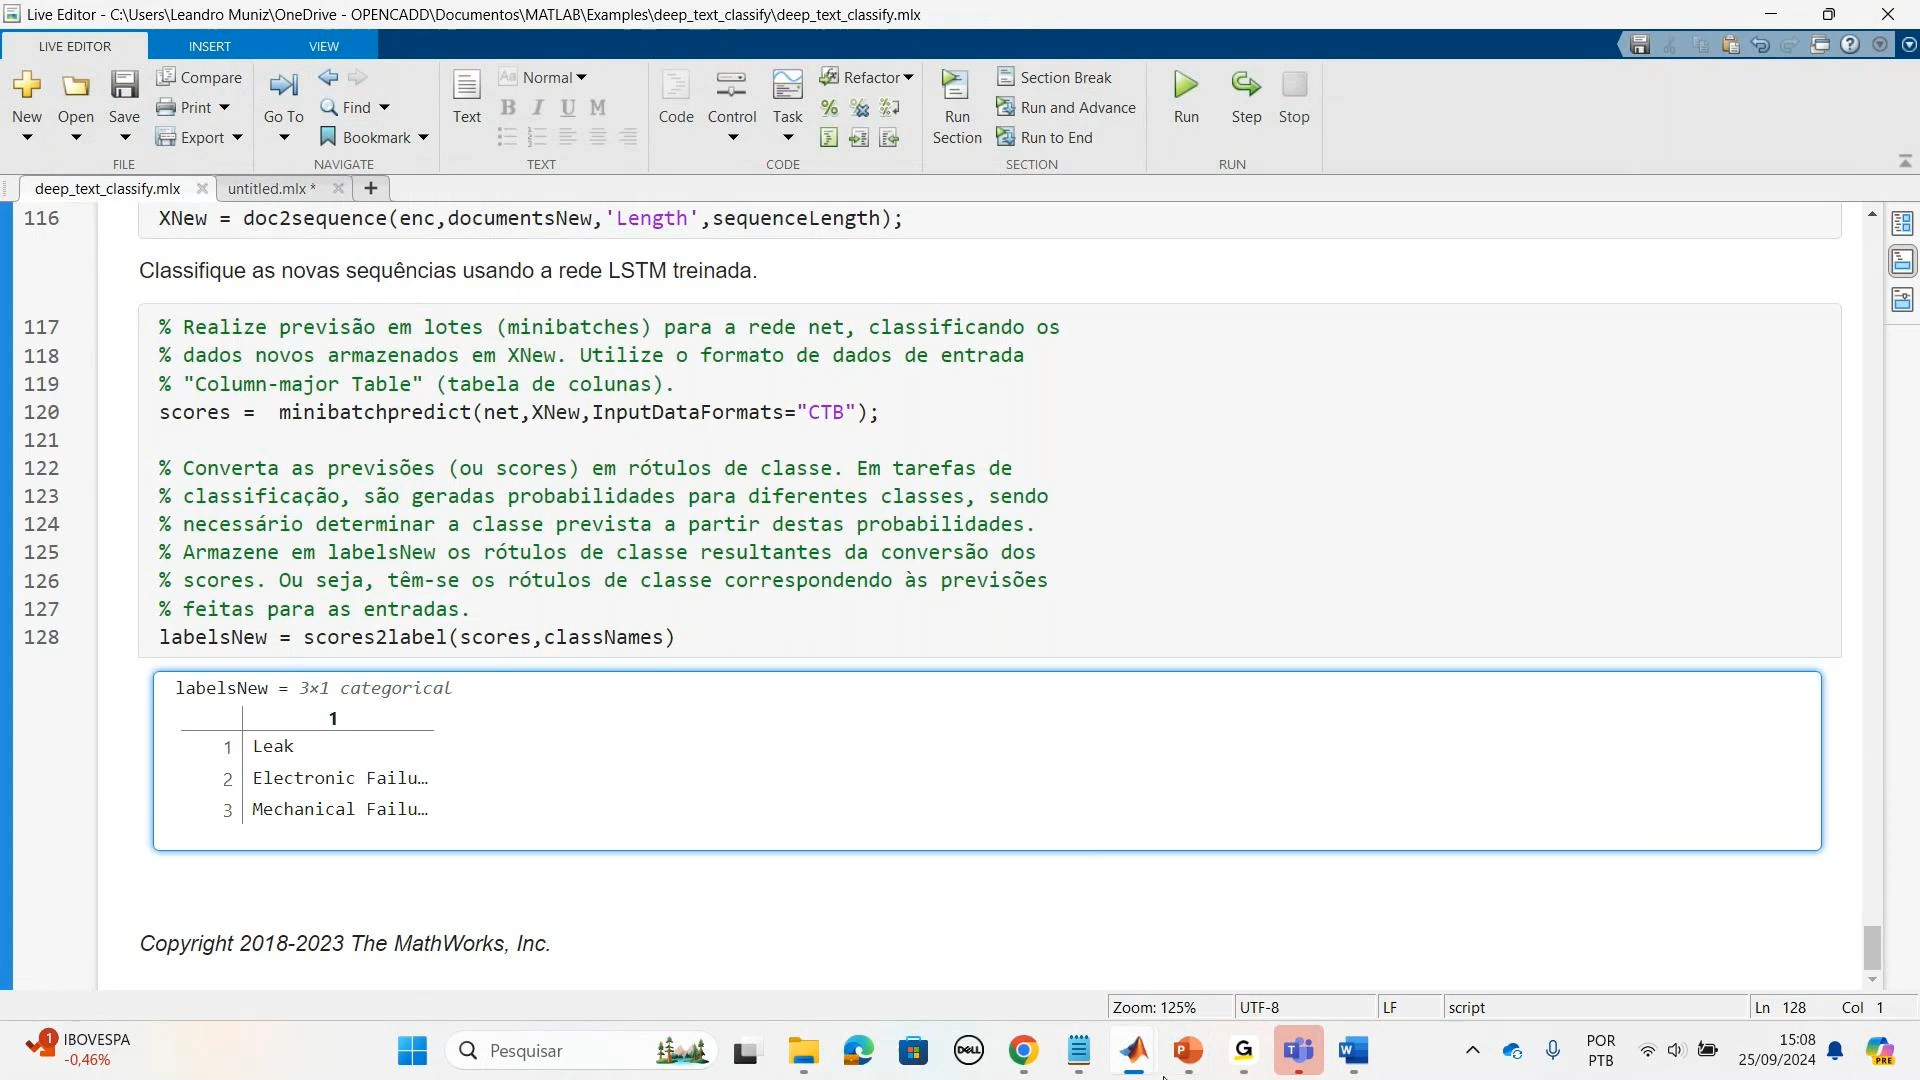 Live Editor - C:\Users\Leandro Muniz\OneDrive - OPENCADD\Documentos\MATLAB\Examples\deep_text_classify\deep_text_classify.mlx
LIVE EDITOR INSERT VIEW
New Open Save Compare Print Export
FILE
Go To Find Bookmark
NAVIGATE
Text Aa Normal
B I U M
TEXT
Code Control Task Refactor
CODE
Run Section Section Break Run and Advance Run to End
SECTION
Run Step Stop
RUN
deep_text_classify.mlx untitled.mlx *
116 XNew = doc2sequence(enc,documentsNew,'Length',sequenceLength);
Classifique as novas sequências usando a rede LSTM treinada.
117 % Realize previsão em lotes (minibatches) para a rede net, classificando os
118 % dados novos armazenados em XNew. Utilize o formato de dados de entrada
119 % "Column-major Table" (tabela de colunas).
120 scores =  minibatchpredict(net,XNew,InputDataFormats="CTB");
121
122 % Converta as previsões (ou scores) em rótulos de classe. Em tarefas de
123 % classificação, são geradas probabilidades para diferentes classes, sendo
124 % necessário determinar a classe prevista a partir destas probabilidades.
125 % Armazene em labelsNew os rótulos de classe resultantes da conversão dos
126 % scores. Ou seja, têm-se os rótulos de classe correspondendo às previsões
127 % feitas para as entradas.
128 labelsNew = scores2label(scores,classNames)
labelsNew = 3×1 categorical
1
1 Leak
2 Electronic Failu…
3 Mechanical Failu…
Copyright 2018-2023 The MathWorks, Inc.
Zoom: 125% UTF-8 LF script Ln 128 Col 1
1 IBOVESPA
-0,46%
Pesquisar
DELL
POR
PTB
15:08
25/09/2024
PRE